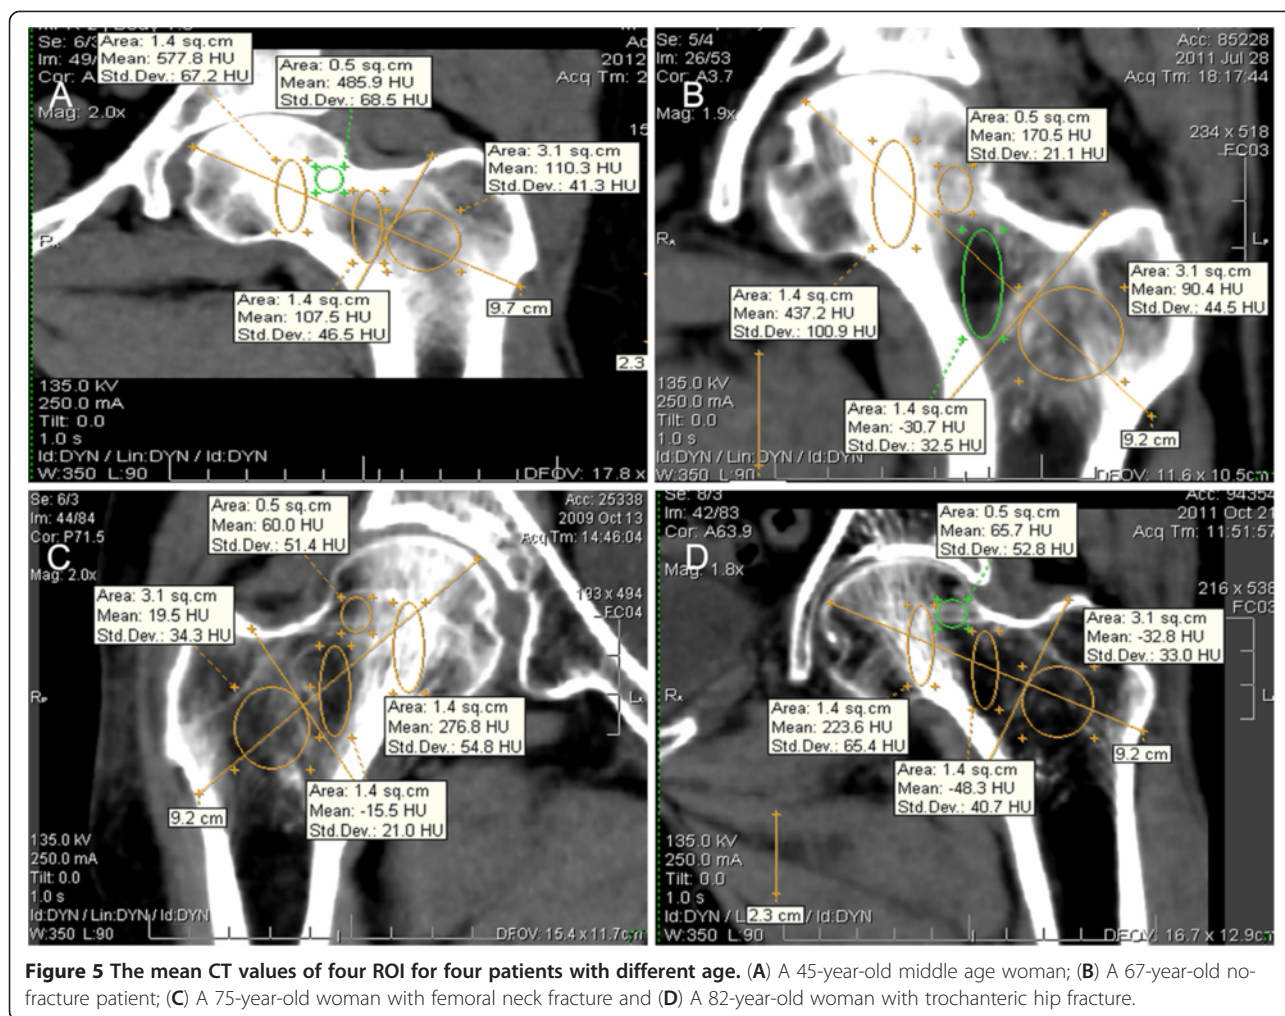 Se: 6/3
Im: 49/
Cor: A
A
Mag: 2.0x
Area: 1.4 sq.cm
Mean: 577.8 HU
Std.Dev.: 67.2 HU
Area: 0.5 sq.cm
Mean: 485.9 HU
Std.Dev.: 68.5 HU
2012
Acq Tm: 2
Area: 3.1 sq.cm
Mean: 110.3 HU
Std.Dev.: 41.3 HU
Area: 1.4 sq.cm
Mean: 107.5 HU
Std.Dev.: 46.5 HU
9.7 cm
2.3
135.0 kV
250.0 mA
Tilt: 0.0
1.0 s
Id:DYN / Lin:DYN / Id:DYN
W:350 L:90
DFOV: 17.8 x
Se: 5/4
Im: 26/53
Cor: A3.7
B
Mag: 1.9x
Acc: 85228
2011 Jul 28
Acq Tm: 18:17:44
234 x 518
FC03
Area: 0.5 sq.cm
Mean: 170.5 HU
Std.Dev.: 21.1 HU
Area: 3.1 sq.cm
Mean: 90.4 HU
Std.Dev.: 44.5 HU
Area: 1.4 sq.cm
Mean: 437.2 HU
Std.Dev.: 100.9 HU
Area: 1.4 sq.cm
Mean: -30.7 HU
Std.Dev.: 32.5 HU
9.2 cm
135.0 kV
250.0 mA
Tilt: 0.0
1.0 s
Id:DYN / Lin:DYN / Id:DYN
W:350 L:90
DFOV: 11.6 x 10.5cm
Se: 6/3
Im: 44/84
Cor: P71.5
C
Mag: 2.0x
Area: 0.5 sq.cm
Mean: 60.0 HU
Std.Dev.: 51.4 HU
Acc: 25338
2009 Oct 13
Acq Tm: 14:46:04
193 x 494
FC04
Area: 3.1 sq.cm
Mean: 19.5 HU
Std.Dev.: 34.3 HU
Area: 1.4 sq.cm
Mean: 276.8 HU
Std.Dev.: 54.8 HU
Area: 1.4 sq.cm
Mean: -15.5 HU
Std.Dev.: 21.0 HU
9.2 cm
135.0 kV
250.0 mA
Tilt: 0.0
1.0 s
Id:DYN / Lin:DYN / Id:DYN
W:350 L:90
DFOV: 15.4 x 11.7cm
Se: 8/3
Im: 42/83
Cor: A63.9
D
Mag: 1.8x
Area: 0.5 sq.cm
Mean: 65.7 HU
Std.Dev.: 52.8 HU
Acc: 94354
2011 Oct 21
Acq Tm: 11:51:57
216 x 538
FC03
Area: 3.1 sq.cm
Mean: -32.8 HU
Std.Dev.: 33.0 HU
Area: 1.4 sq.cm
Mean: 223.6 HU
Std.Dev.: 65.4 HU
Area: 1.4 sq.cm
Mean: -48.3 HU
Std.Dev.: 40.7 HU
9.2 cm
2.3 cm
135.0 kV
250.0 mA
Tilt: 0.0
1.0 s
Id:DYN / L / Id:DYN
W:350 L:90
DFOV: 16.7 x 12.9cm
Figure 5 The mean CT values of four ROI for four patients with different age. (A) A 45-year-old middle age woman; (B) A 67-year-old no-
fracture patient; (C) A 75-year-old woman with femoral neck fracture and (D) A 82-year-old woman with trochanteric hip fracture.